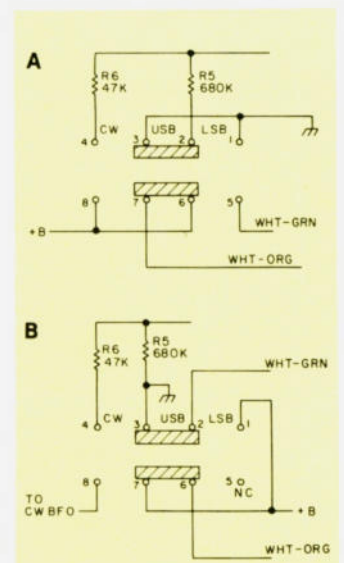 A
R6
47K
R5
680K
CW
USB
LSB
4
3
2
1
8
7
6
5
+B
WHT-GRN
WHT-ORG
B
R6
47K
R5
680K
WHT-GRN
CW
USB
LSB
4
3
2
1
8
7
6
5
NC
TO
CW BFO
+B
WHT-ORG